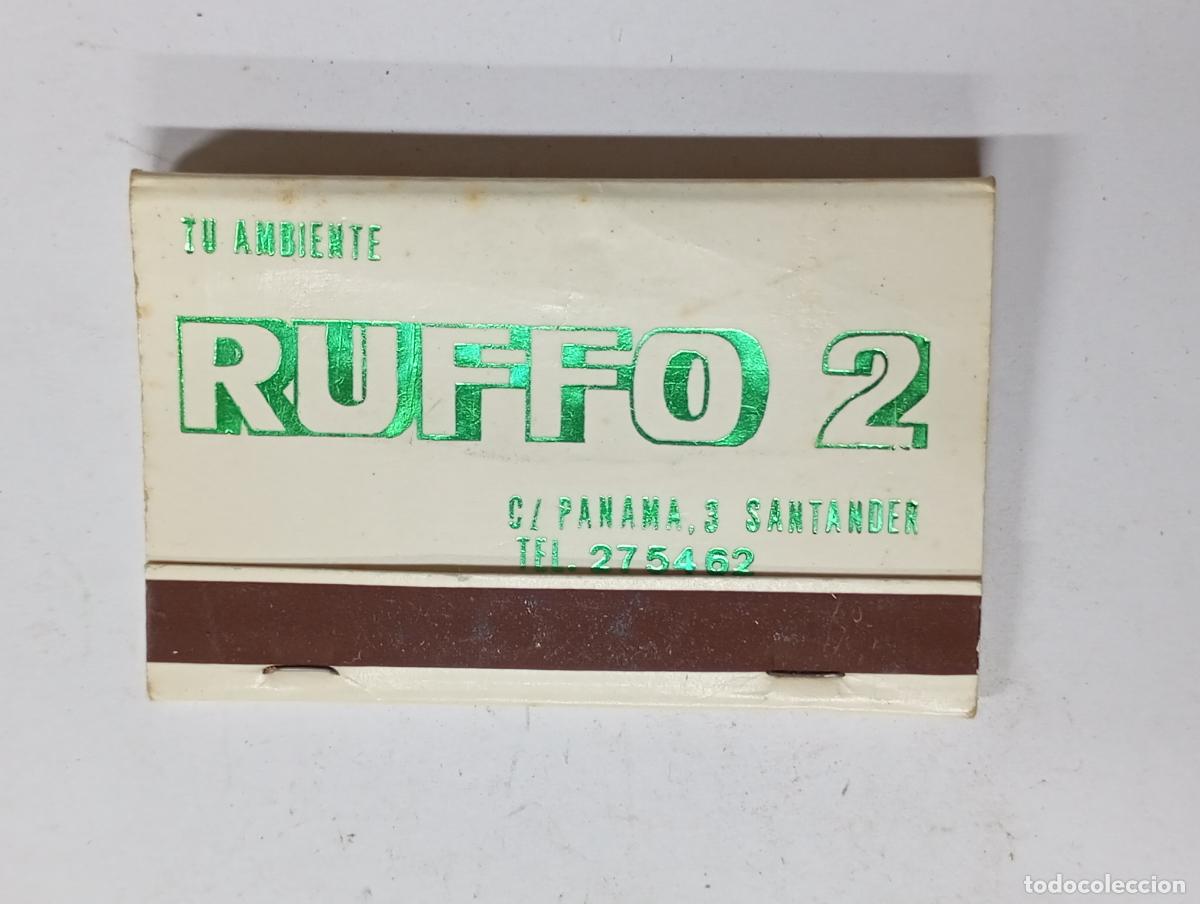 TU AMBIENTE
RUFFO 2
C/ PANAMA, 3 SANTANDER
TEL. 275462
todocoleccion